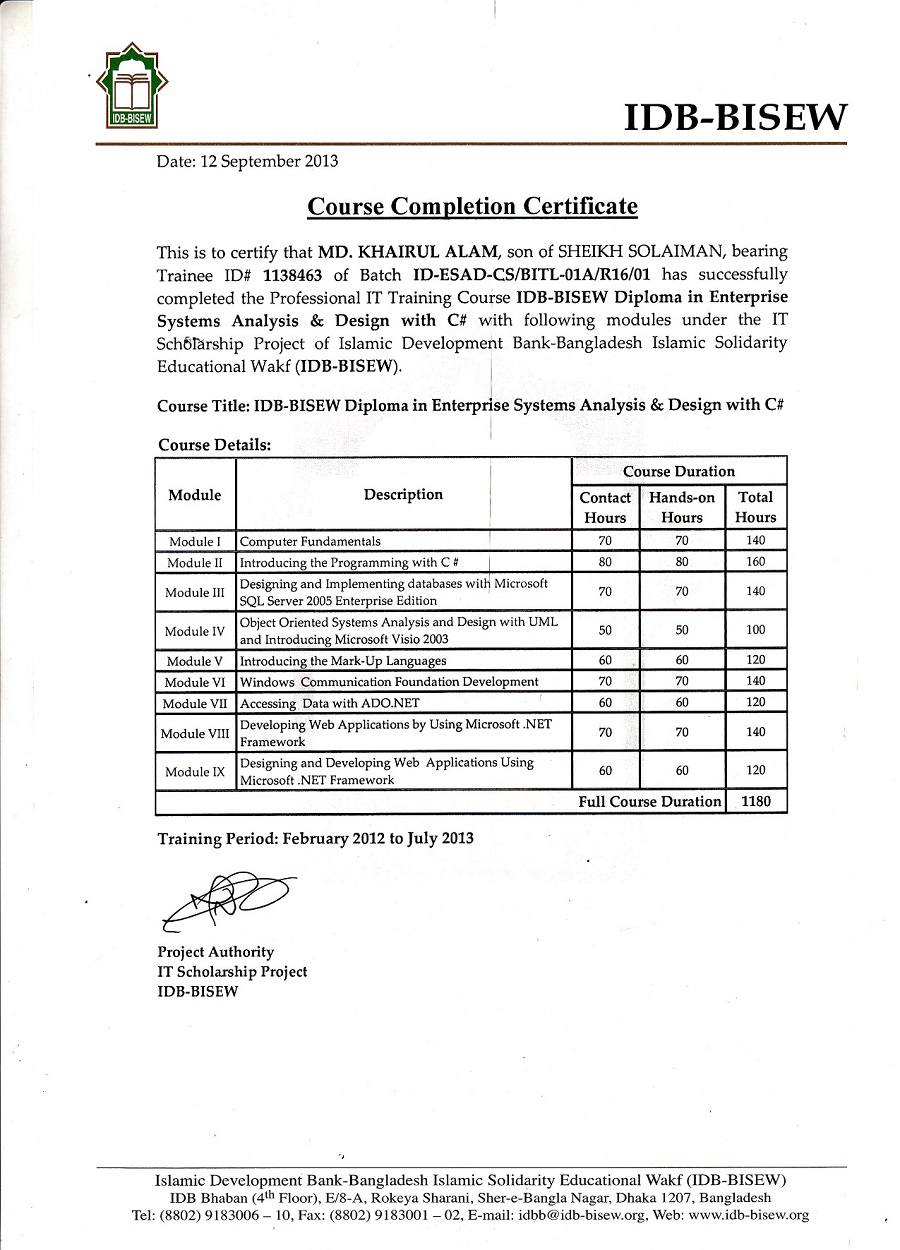 IDB-BISEW
IDB-BISEW
Date: 12 September 2013
Course Completion Certificate
This is to certify that MD. KHAIRUL ALAM, son of SHEIKH SOLAIMAN, bearing
Trainee ID# 1138463 of Batch ID-ESAD-CS/BITL-01A/R16/01 has successfully
completed the Professional IT Training Course IDB-BISEW Diploma in Enterprise
Systems Analysis & Design with C# with following modules under the IT
Scholarship Project of Islamic Development Bank-Bangladesh Islamic Solidarity
Educational Wakf (IDB-BISEW).
Course Title: IDB-BISEW Diploma in Enterprise Systems Analysis & Design with C#
Course Details:
Module Description Course Duration
Contact Hours Hands-on Hours Total Hours
Module I Computer Fundamentals 70 70 140
Module II Introducing the Programming with C # 80 80 160
Module III Designing and Implementing databases with Microsoft
SQL Server 2005 Enterprise Edition 70 70 140
Module IV Object Oriented Systems Analysis and Design with UML
and Introducing Microsoft Visio 2003 50 50 100
Module V Introducing the Mark-Up Languages 60 60 120
Module VI Windows Communication Foundation Development 70 70 140
Module VII Accessing Data with ADO.NET 60 60 120
Module VIII Developing Web Applications by Using Microsoft .NET
Framework 70 70 140
Module IX Designing and Developing Web Applications Using
Microsoft .NET Framework 60 60 120
Full Course Duration 1180
Training Period: February 2012 to July 2013
Project Authority
IT Scholarship Project
IDB-BISEW
Islamic Development Bank-Bangladesh Islamic Solidarity Educational Wakf (IDB-BISEW)
IDB Bhaban (4th Floor), E/8-A, Rokeya Sharani, Sher-e-Bangla Nagar, Dhaka 1207, Bangladesh
Tel: (8802) 9183006 – 10, Fax: (8802) 9183001 – 02, E-mail: idbb@idb-bisew.org, Web: www.idb-bisew.org